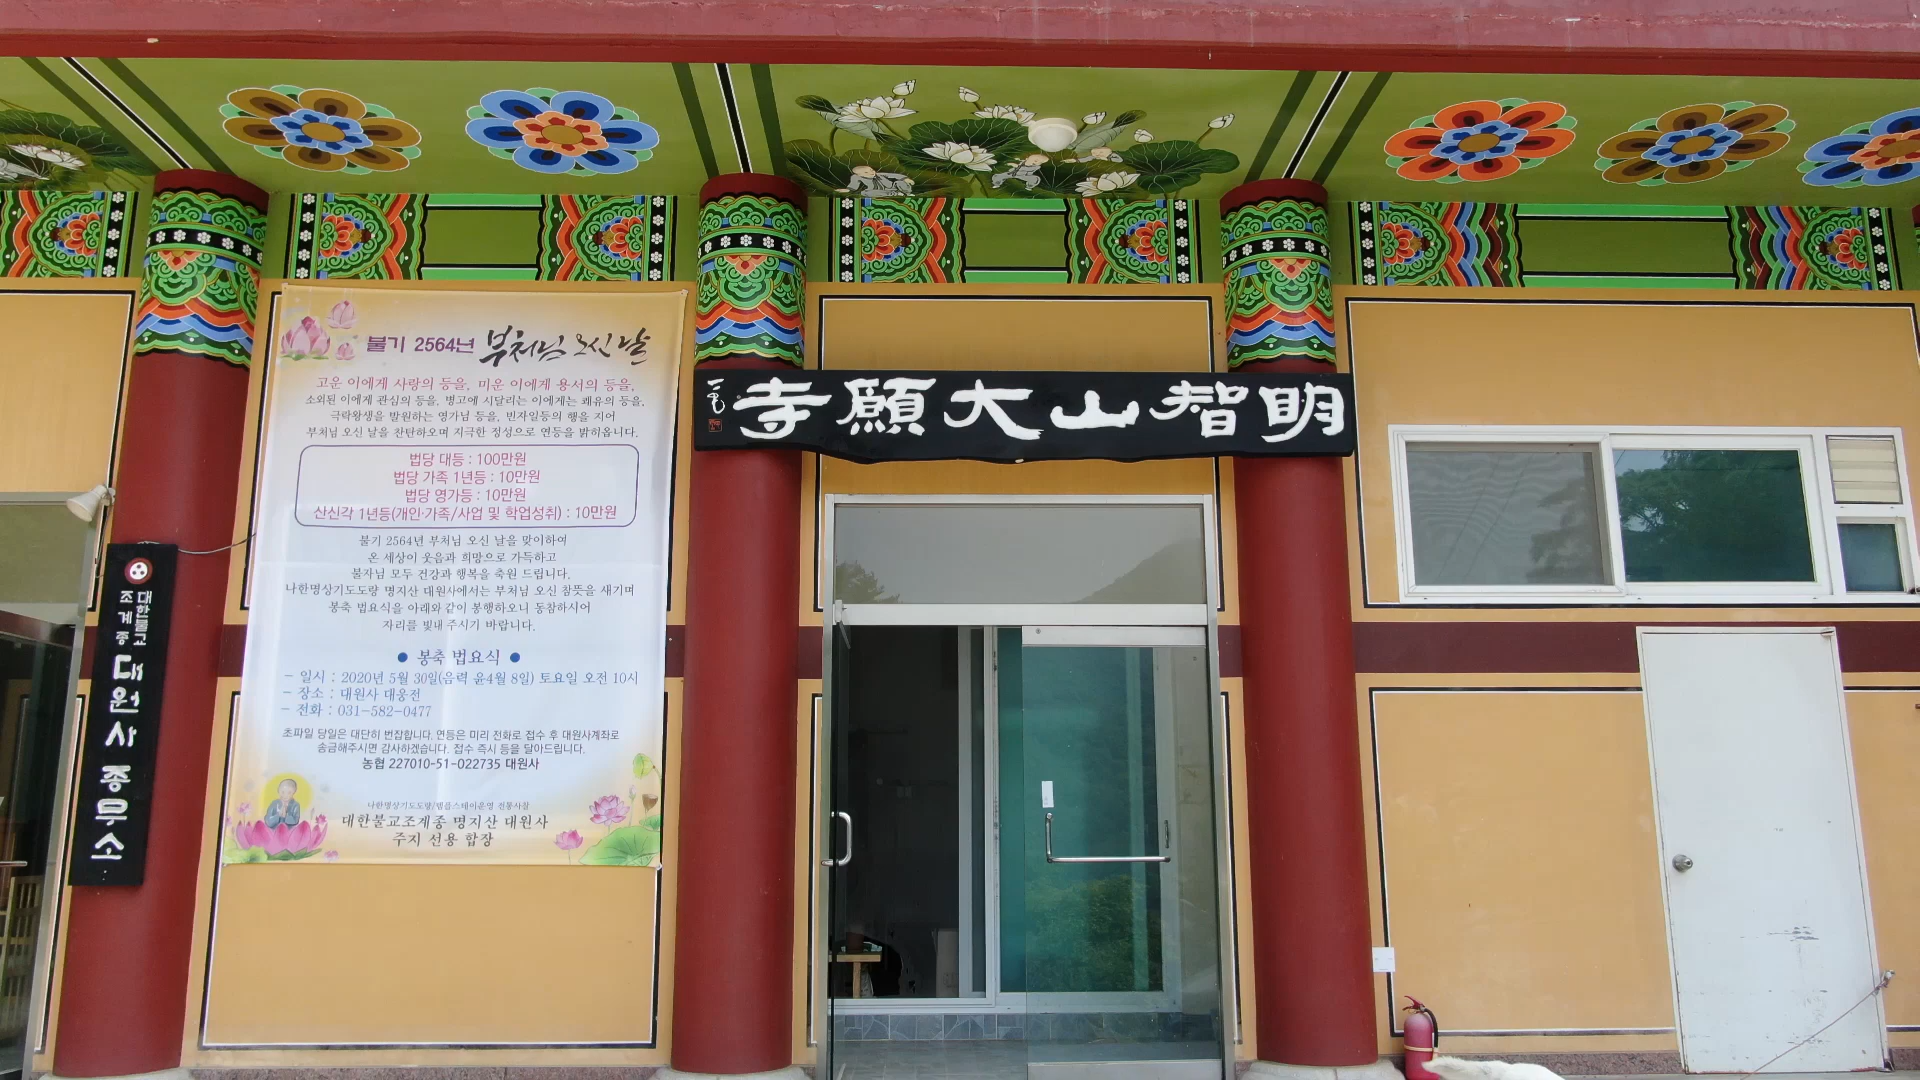 불기 2564년 부처님 오신 날
고운 이에게 사랑의 등을, 미운 이에게 용서의 등을,
소외된 이에게 관심의 등을, 병고에 시달리는 이에게는 쾌유의 등을,
극락왕생을 발원하는 영가님 등을, 빈자일등의 행을 지어
부처님 오신 날을 찬탄하오며 지극한 정성으로 연등을 밝히옵니다.
법당 대등 : 100만원
법당 가족 1년등 : 10만원
법당 영가등 : 10만원
산신각 1년등(개인·가족/사업 및 학업성취) : 10만원
불기 2564년 부처님 오신 날을 맞이하여
온 세상이 웃음과 희망으로 가득하고
불자님 모두 건강과 행복을 축원 드립니다.
나한명상기도도량 명지산 대원사에서는 부처님 오신 참뜻을 새기며
봉축 법요식을 아래와 같이 봉행하오니 동참하시어
자리를 빛내 주시기 바랍니다.
● 봉축 법요식 ●
- 일시 : 2020년 5월 30일(음력 윤4월 8일) 토요일 오전 10시
- 장소 : 대원사 대웅전
- 전화 : 031-582-0477
초파일 당일은 대단히 번잡합니다. 연등은 미리 전화로 접수 후 대원사계좌로
송금해주시면 감사하겠습니다. 접수 즉시 등을 달아드립니다.
농협 227010-51-022735 대원사
나한명상기도도량/템플스테이운영 전통사찰
대한불교조계종 명지산 대원사
주지 선용 합장
대한불교
조계종
대원사 종무소
明智山大願寺